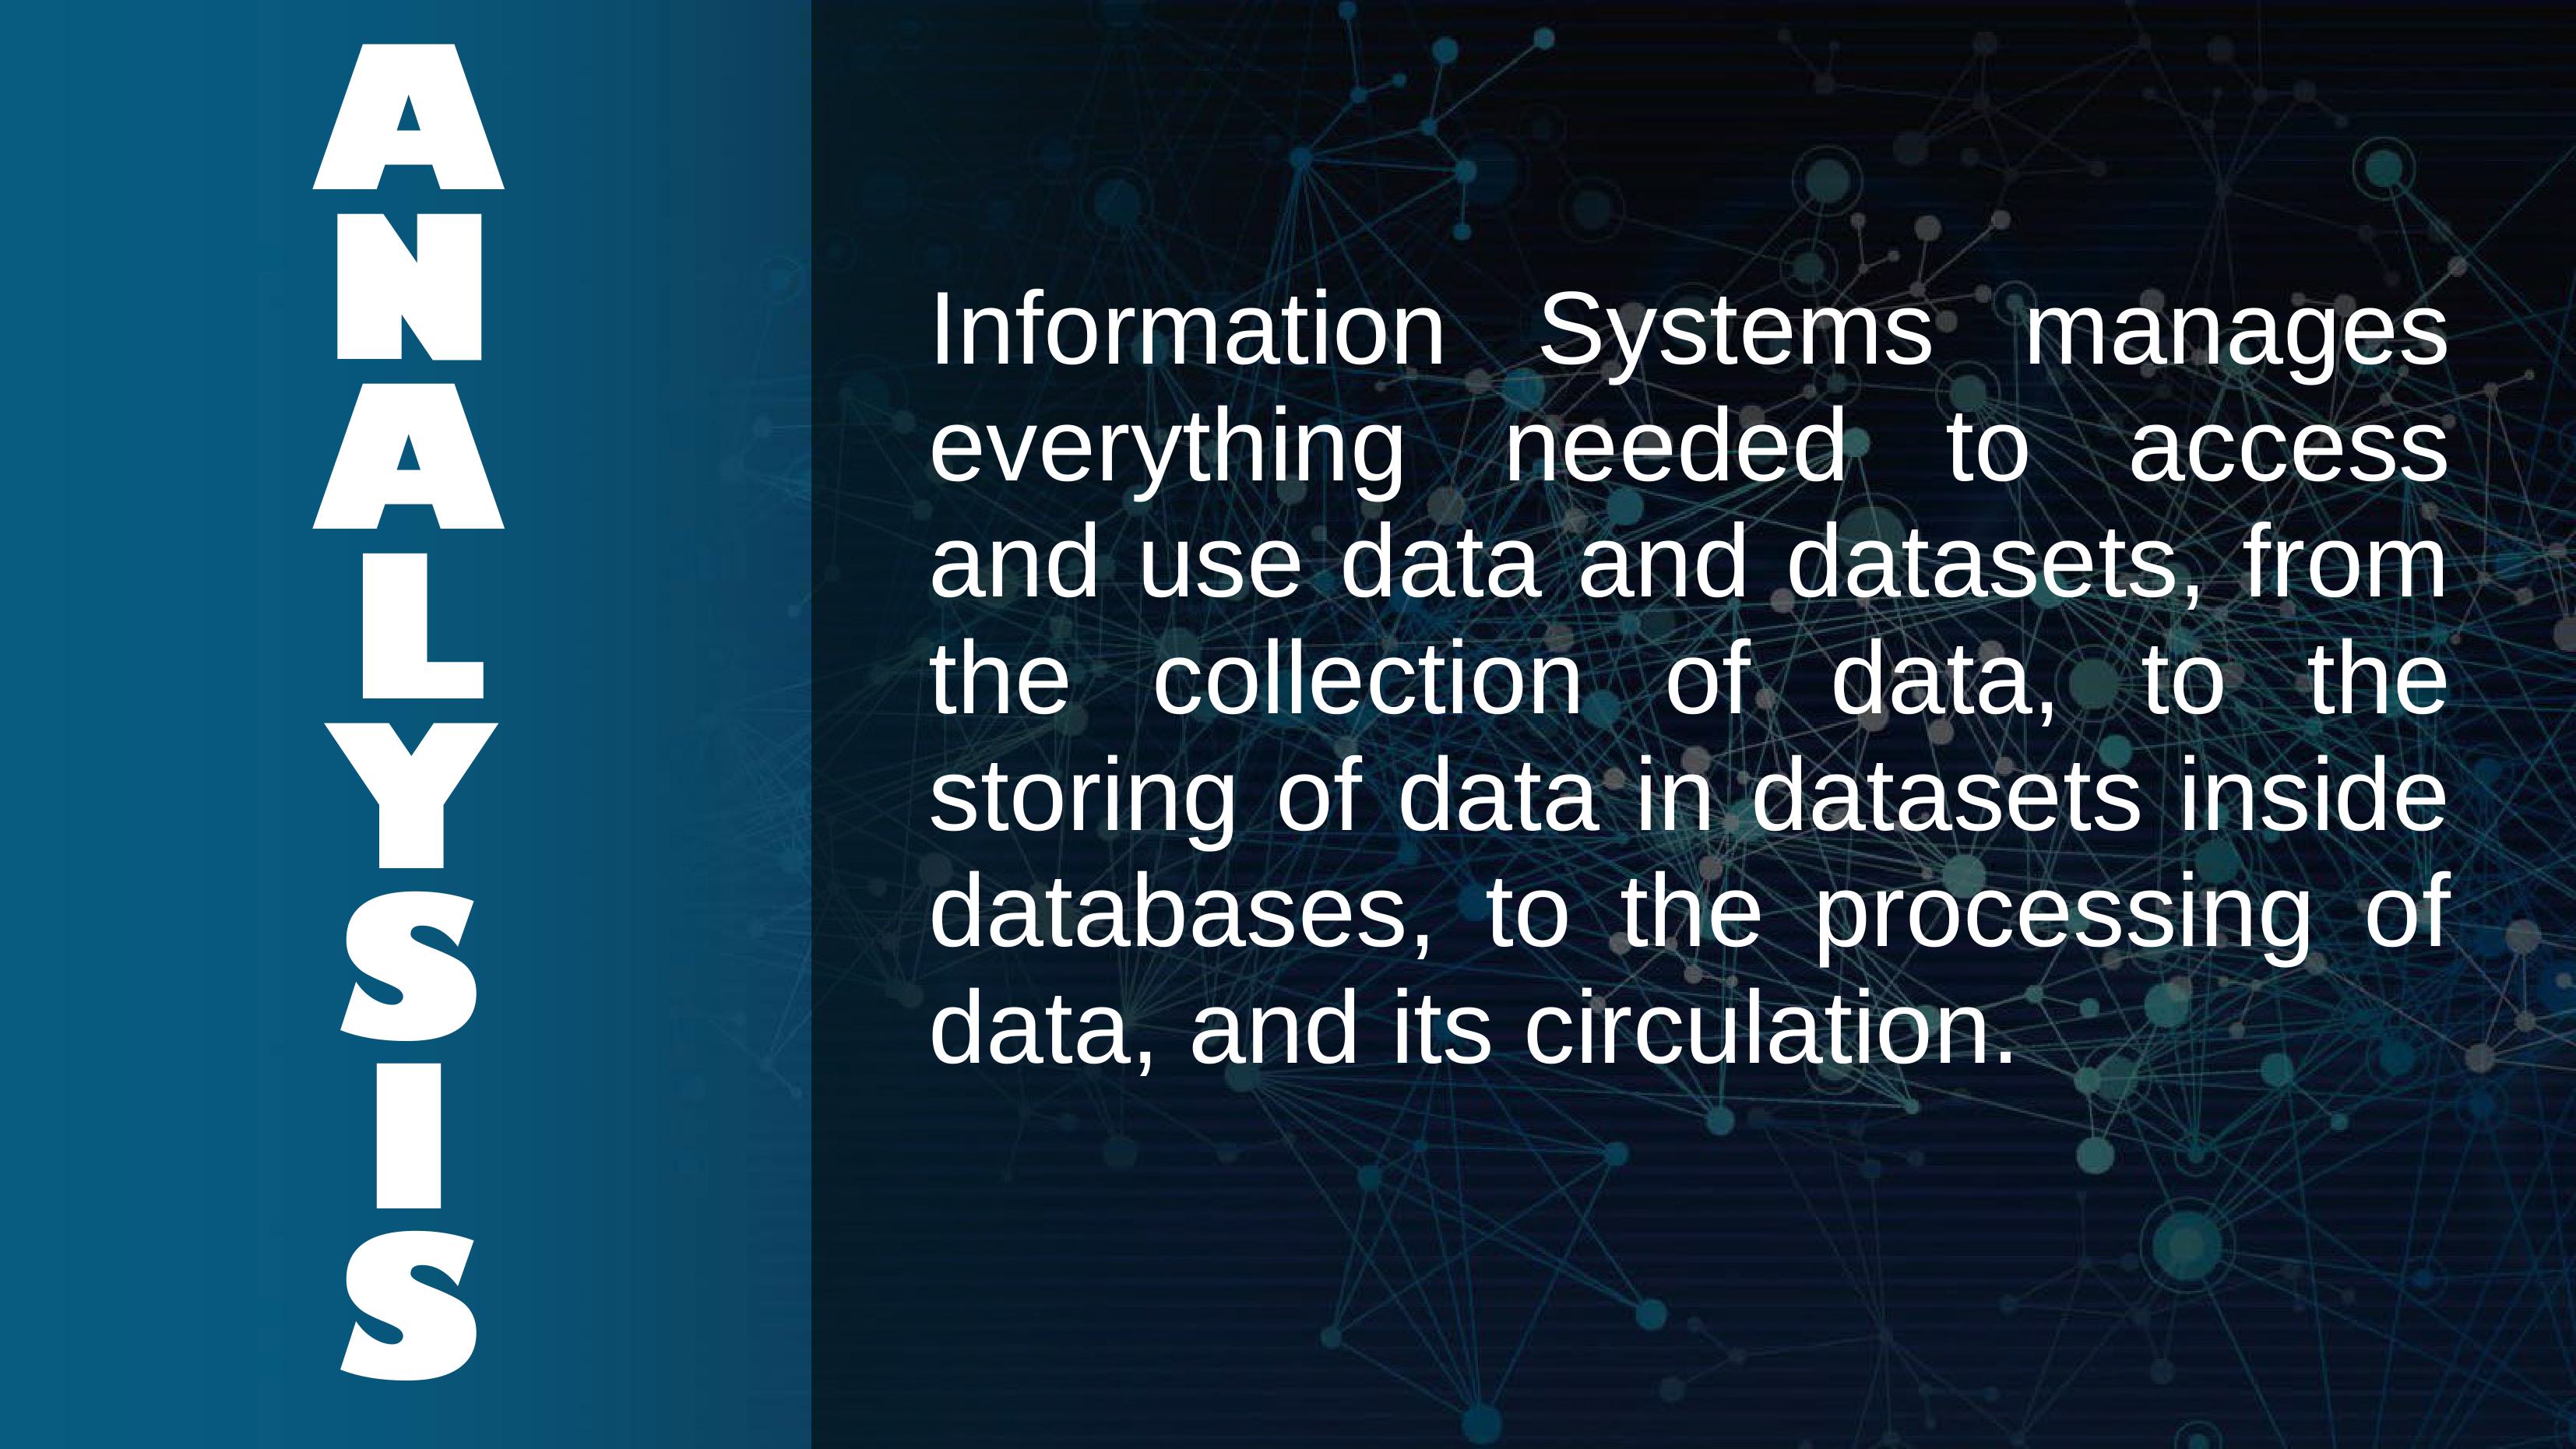 ANALYSIS
Information Systems manages
everything needed to access
and use data and datasets, from
the collection of data, to the
storing of data in datasets inside
databases, to the processing of
data, and its circulation.